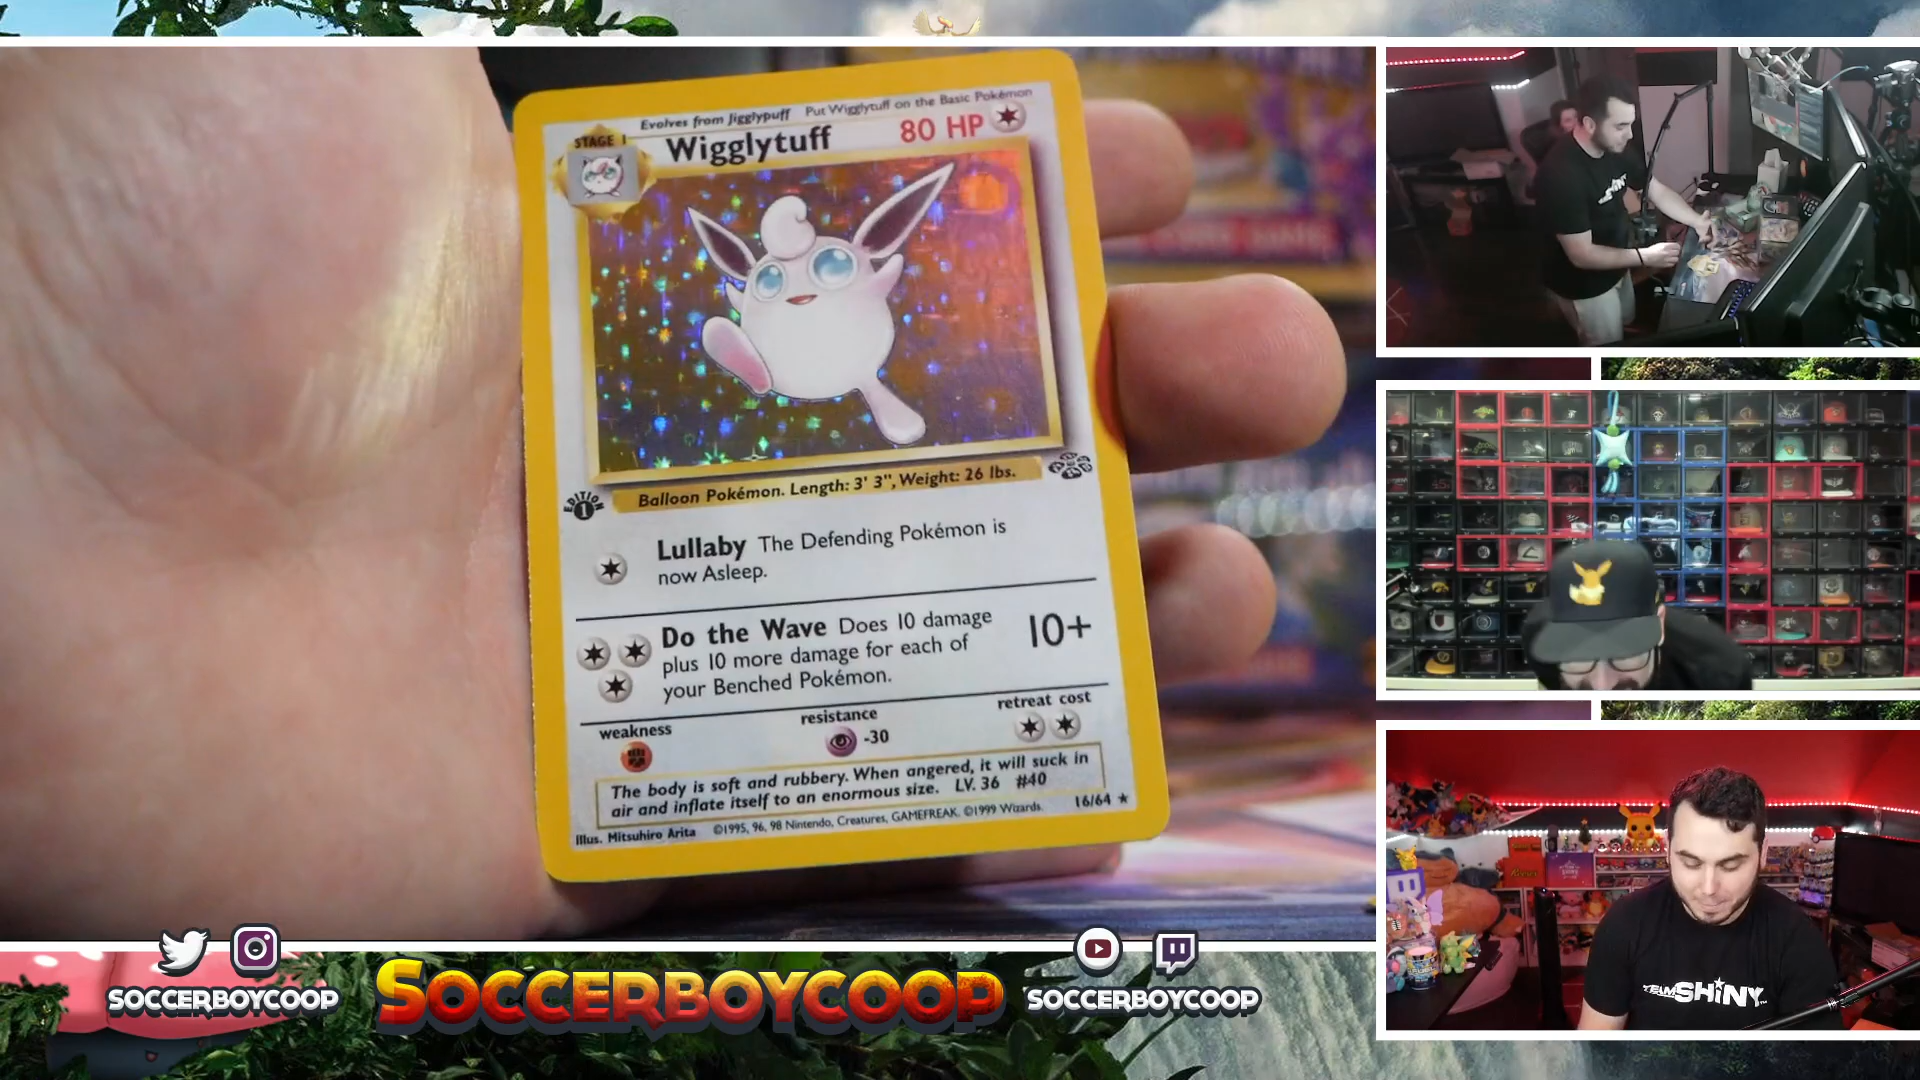 Evolves from Jigglypuff Put Wigglytuff on the Basic Pokémon
STAGE 1
Wigglytuff
80 HP
Balloon Pokémon. Length: 3' 3", Weight: 26 lbs.
EDITION
1
Lullaby The Defending Pokémon is
now Asleep.
Do the Wave Does 10 damage
plus 10 more damage for each of
your Benched Pokémon.
10+
weakness
resistance
retreat cost
-30
The body is soft and rubbery. When angered, it will suck in
air and inflate itself to an enormous size. LV. 36 #40
Illus. Mitsuhiro Arita ©1995, 96, 98 Nintendo, Creatures, GAMEFREAK. ©1999 Wizards. 16/64 ★
TEAM SHINY
SOCCERBOYCOOP
SOCCERBOYCOOP
SOCCERBOYCOOP